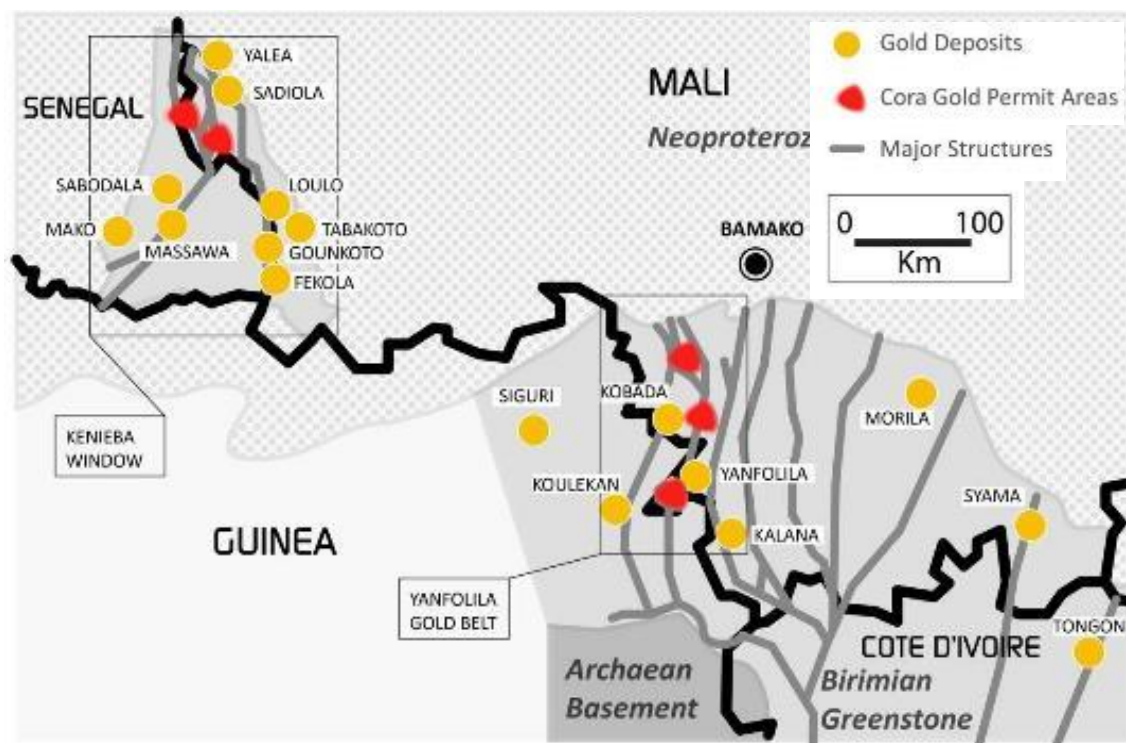 YALEA
SADIOLA
SENEGAL
SABODALA
LOULO
MAKO
TABAKOTO
MASSAWA
GOUNKOTO
FEKOLA
MALI
Neoproteroz
Gold Deposits
Cora Gold Permit Areas
Major Structures
0 100
Km
BAMAKO
KENIEBA
WINDOW
SIGURI
KOBADA
MORILA
KOULEKAN
YANFOLILA
SYAMA
KALANA
GUINEA
YANFOLILA
GOLD BELT
TONGON
COTE D'IVOIRE
Archaean
Basement
Birimian
Greenstone